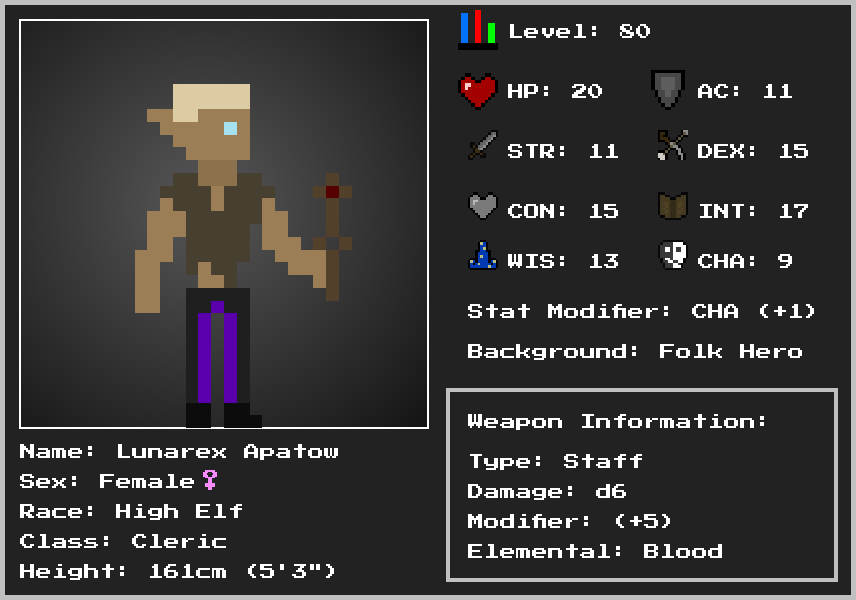 Level: 80
HP: 20
AC: 11
STR: 11
DEX: 15
CON: 15
INT: 17
WIS: 13
CHA: 9
Stat Modifier: CHA (+1)
Background: Folk Hero
Weapon Information:
Type: Staff
Damage: d6
Modifier: (+5)
Elemental: Blood
Name: Lunarex Apatow
Sex: Female♀
Race: High Elf
Class: Cleric
Height: 161cm (5'3")